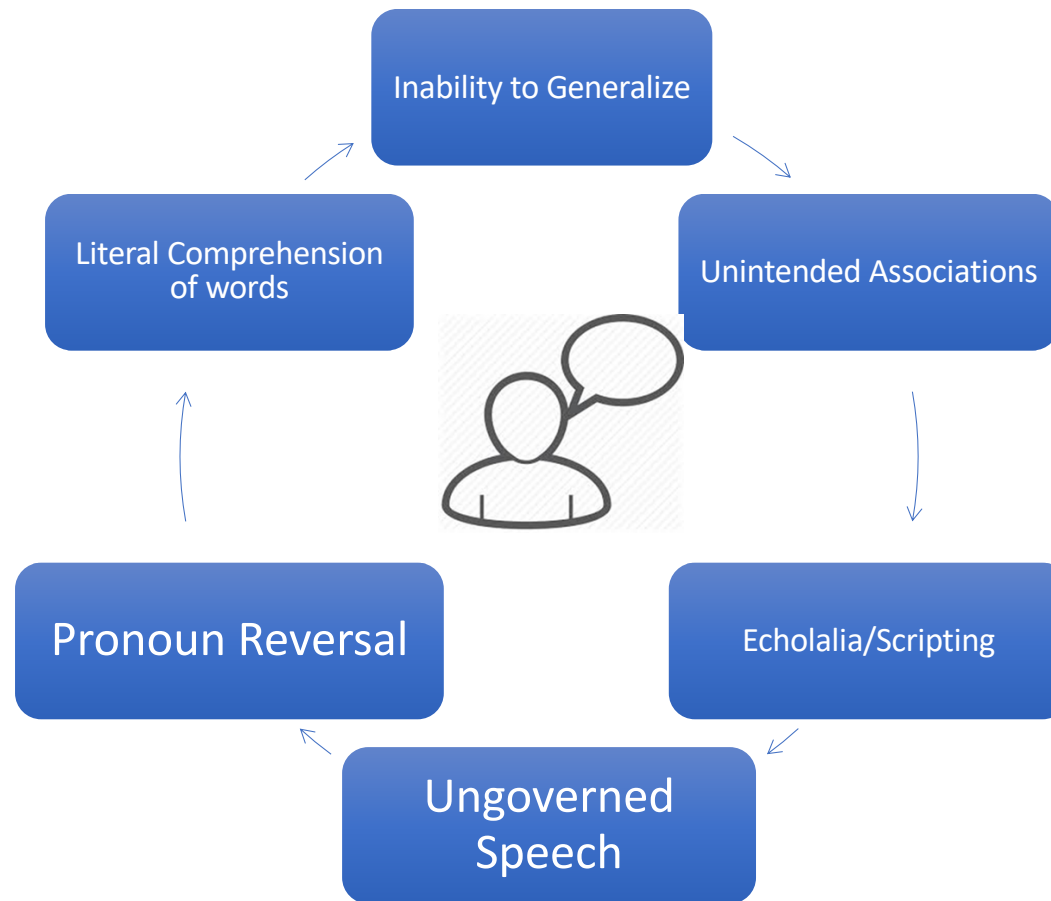 Inability to Generalize
Literal Comprehension
of words
Unintended Associations
Pronoun Reversal
Echolalia/Scripting
Ungoverned
Speech